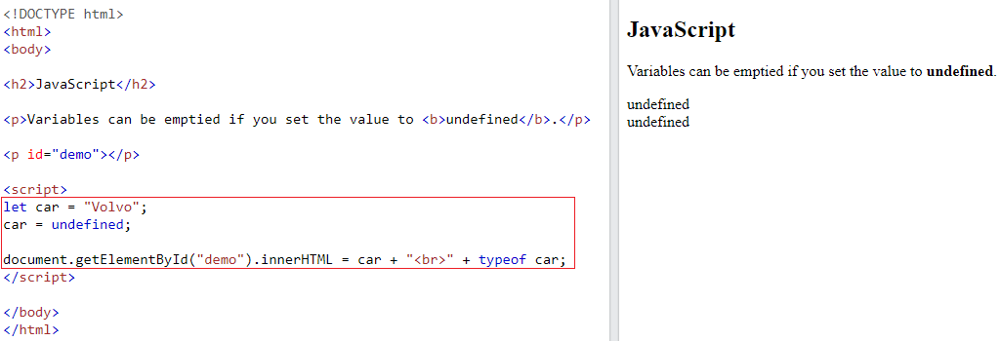 <!DOCTYPE html>
<html>
<body>
<h2>JavaScript</h2>
<p>Variables can be emptied if you set the value to <b>undefined</b>.</p>
<p id="demo"></p>
<script>
let car = "Volvo";
car = undefined;
document.getElementById("demo").innerHTML = car + "<br>" + typeof car;
</script>
</body>
</html>
JavaScript
Variables can be emptied if you set the value to undefined.
undefined
undefined